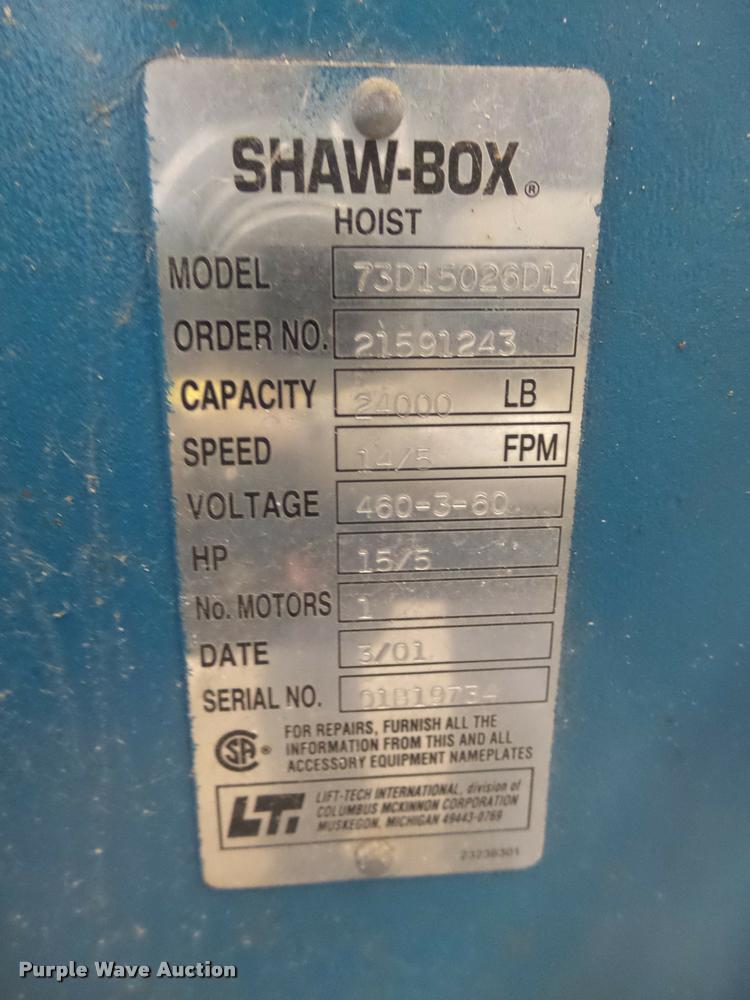 SHAW-BOX®
HOIST
MODEL 73D15026D14
ORDER NO. 21591243
CAPACITY 24000 LB
SPEED 14/5 FPM
VOLTAGE 460-3-60
HP 15/5
No. MOTORS 1
DATE 3/01
SERIAL NO. 01B19734
FOR REPAIRS, FURNISH ALL THE
INFORMATION FROM THIS AND ALL
ACCESSORY EQUIPMENT NAMEPLATES
SA ®
LTI
LIFT-TECH INTERNATIONAL, division of
COLUMBUS MCKINNON CORPORATION
MUSKEGON, MICHIGAN 49443-0769
23238301
Purple Wave Auction